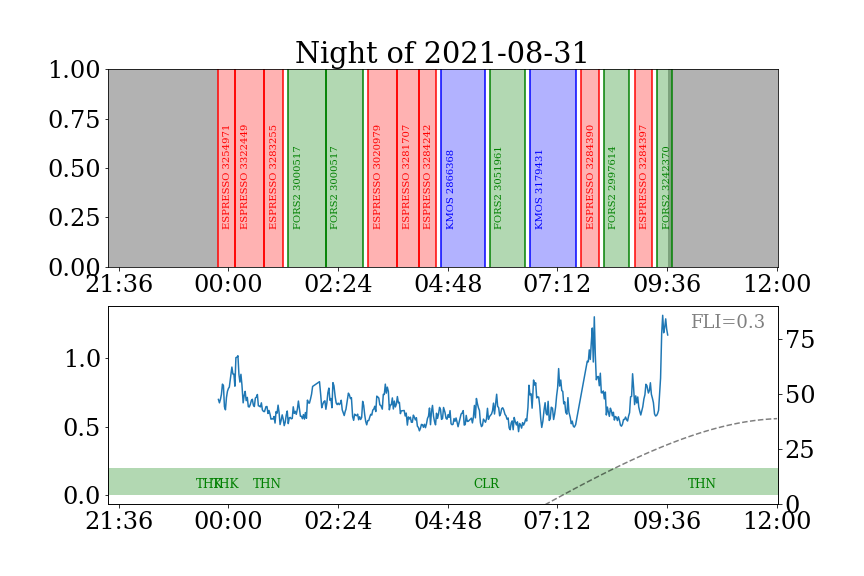 Night of 2021-08-31
1.00
0.75
0.50
0.25
0.00
ESPRESSO 3254971
ESPRESSO 3322449
ESPRESSO 3283255
FORS2 3000517
FORS2 3000517
ESPRESSO 3020979
ESPRESSO 3281707
ESPRESSO 3284242
KMOS 2866368
FORS2 3051961
KMOS 3179431
ESPRESSO 3284390
FORS2 2997614
ESPRESSO 3284397
FORS2 3242370
21:36 00:00 02:24 04:48 07:12 09:36 12:00
FLI=0.3
1.0
0.5
0.0
75
50
25
0
THK THK THN CLR THN
21:36 00:00 02:24 04:48 07:12 09:36 12:00